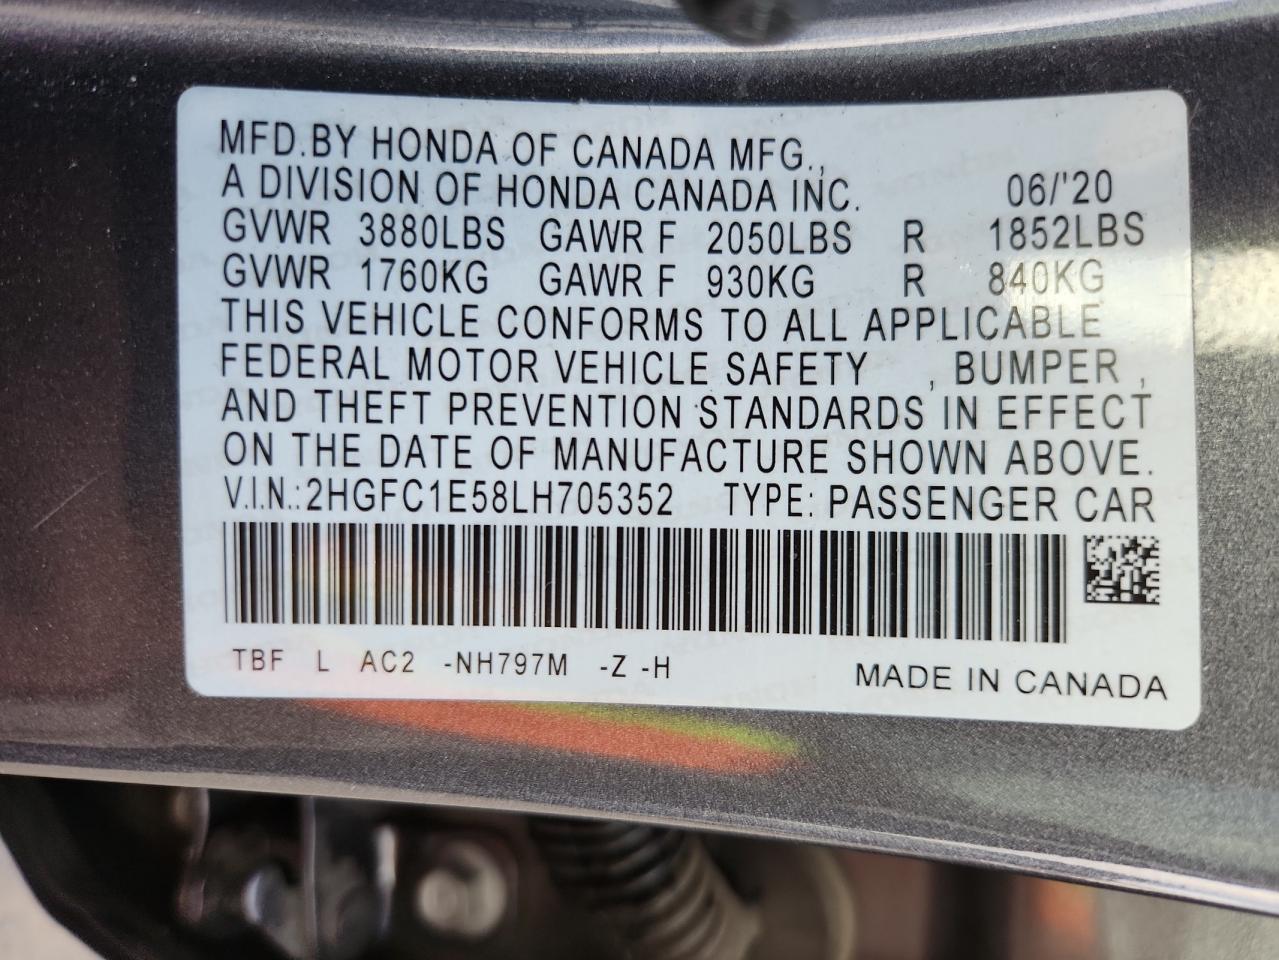 MFD.BY HONDA OF CANADA MFG.,
A DIVISION OF HONDA CANADA INC. 06/'20
GVWR 3880LBS GAWR F 2050LBS R 1852LBS
GVWR 1760KG GAWR F 930KG R 840KG
THIS VEHICLE CONFORMS TO ALL APPLICABLE
FEDERAL MOTOR VEHICLE SAFETY , BUMPER ,
AND THEFT PREVENTION STANDARDS IN EFFECT
ON THE DATE OF MANUFACTURE SHOWN ABOVE.
V.I.N.:2HGFC1E58LH705352 TYPE: PASSENGER CAR
TBF L AC2 -NH797M -Z -H MADE IN CANADA